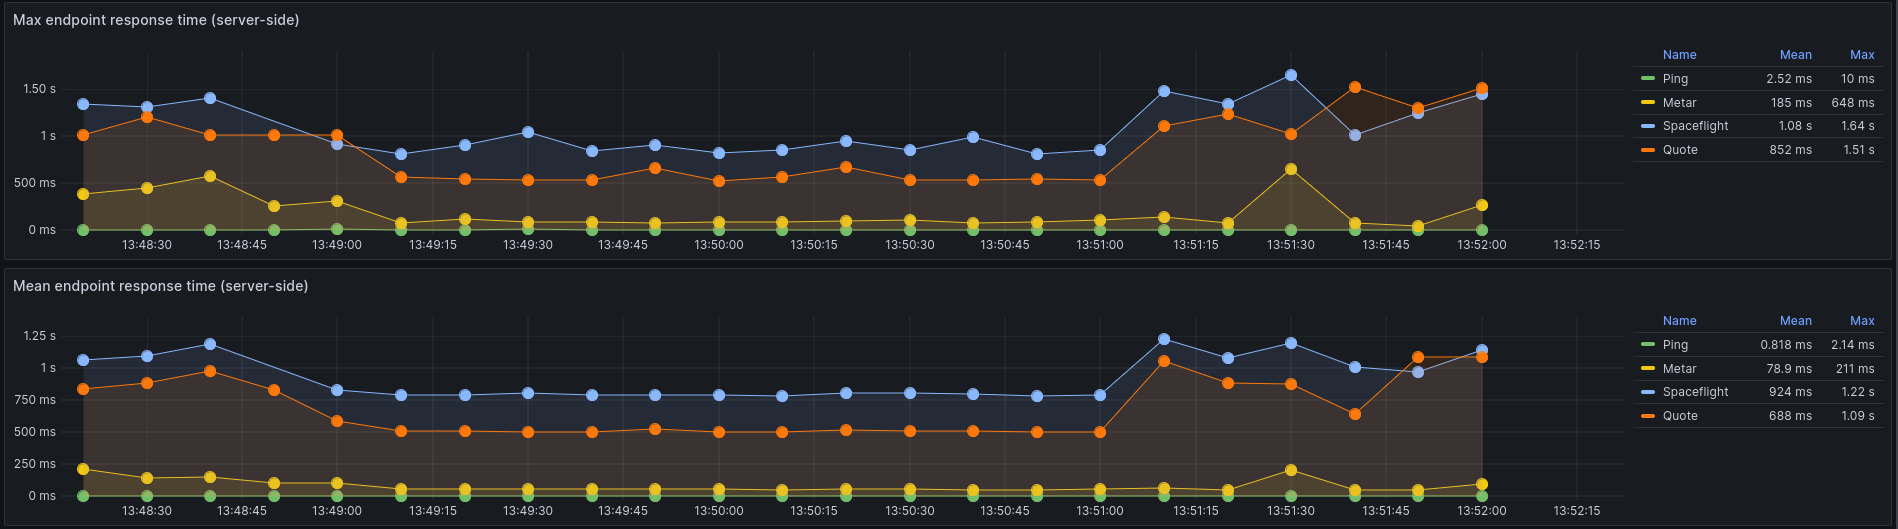 Max endpoint response time (server-side)
1.50 s
1 s
500 ms
0 ms
13:48:30 13:48:45 13:49:00 13:49:15 13:49:30 13:49:45 13:50:00 13:50:15 13:50:30 13:50:45 13:51:00 13:51:15 13:51:30 13:51:45 13:52:00 13:52:15
Name Mean Max
Ping 2.52 ms 10 ms
Metar 185 ms 648 ms
Spaceflight 1.08 s 1.64 s
Quote 852 ms 1.51 s
Mean endpoint response time (server-side)
1.25 s
1 s
750 ms
500 ms
250 ms
0 ms
13:48:30 13:48:45 13:49:00 13:49:15 13:49:30 13:49:45 13:50:00 13:50:15 13:50:30 13:50:45 13:51:00 13:51:15 13:51:30 13:51:45 13:52:00 13:52:15
Name Mean Max
Ping 0.818 ms 2.14 ms
Metar 78.9 ms 211 ms
Spaceflight 924 ms 1.22 s
Quote 688 ms 1.09 s